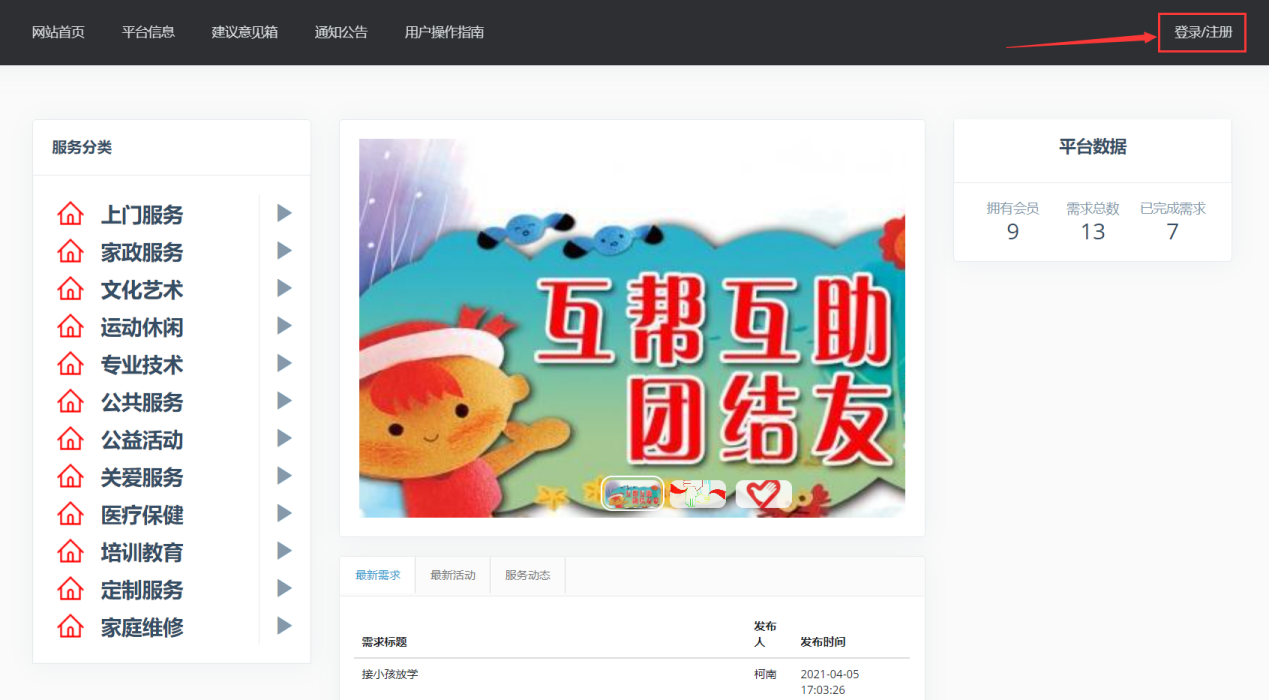 网站首页 平台信息 建议意见箱 通知公告 用户操作指南 登录/注册
服务分类
上门服务
家政服务
文化艺术
运动休闲
专业技术
公共服务
公益活动
关爱服务
医疗保健
培训教育
定制服务
家庭维修
互帮互助
团结友
最新需求 最新活动 服务动态
需求标题 发布人 发布时间
接小孩放学 柯南 2021-04-05
17:03:26
平台数据
拥有会员 需求总数 已完成需求
9 13 7